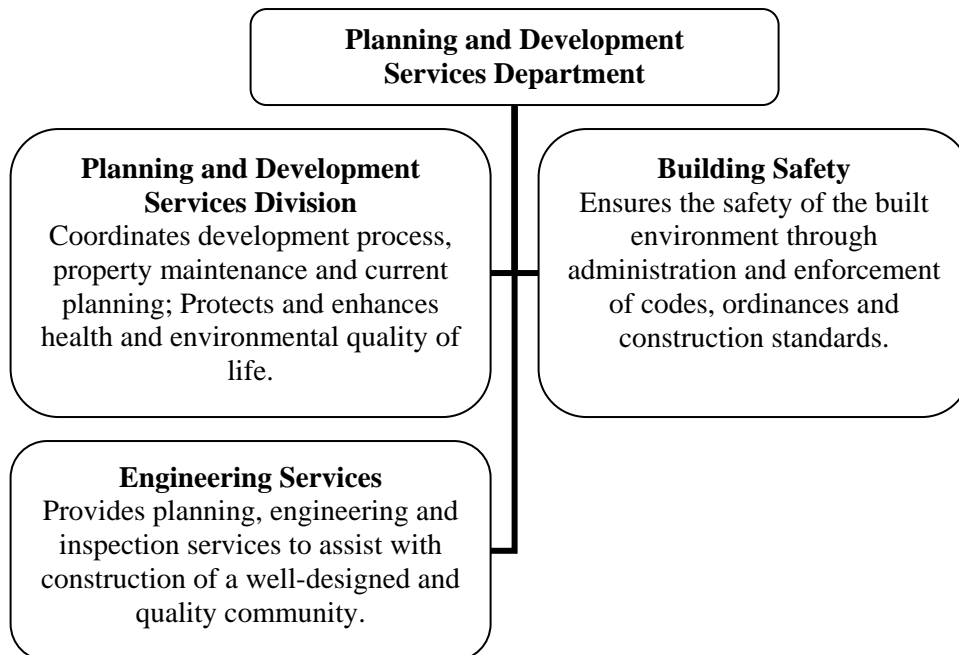 Planning and Development
Services Department
Planning and Development
Services Division
Coordinates development process,
property maintenance and current
planning; Protects and enhances
health and environmental quality of
life.
Building Safety
Ensures the safety of the built
environment through
administration and enforcement
of codes, ordinances and
construction standards.
Engineering Services
Provides planning, engineering and
inspection services to assist with
construction of a well-designed and
quality community.